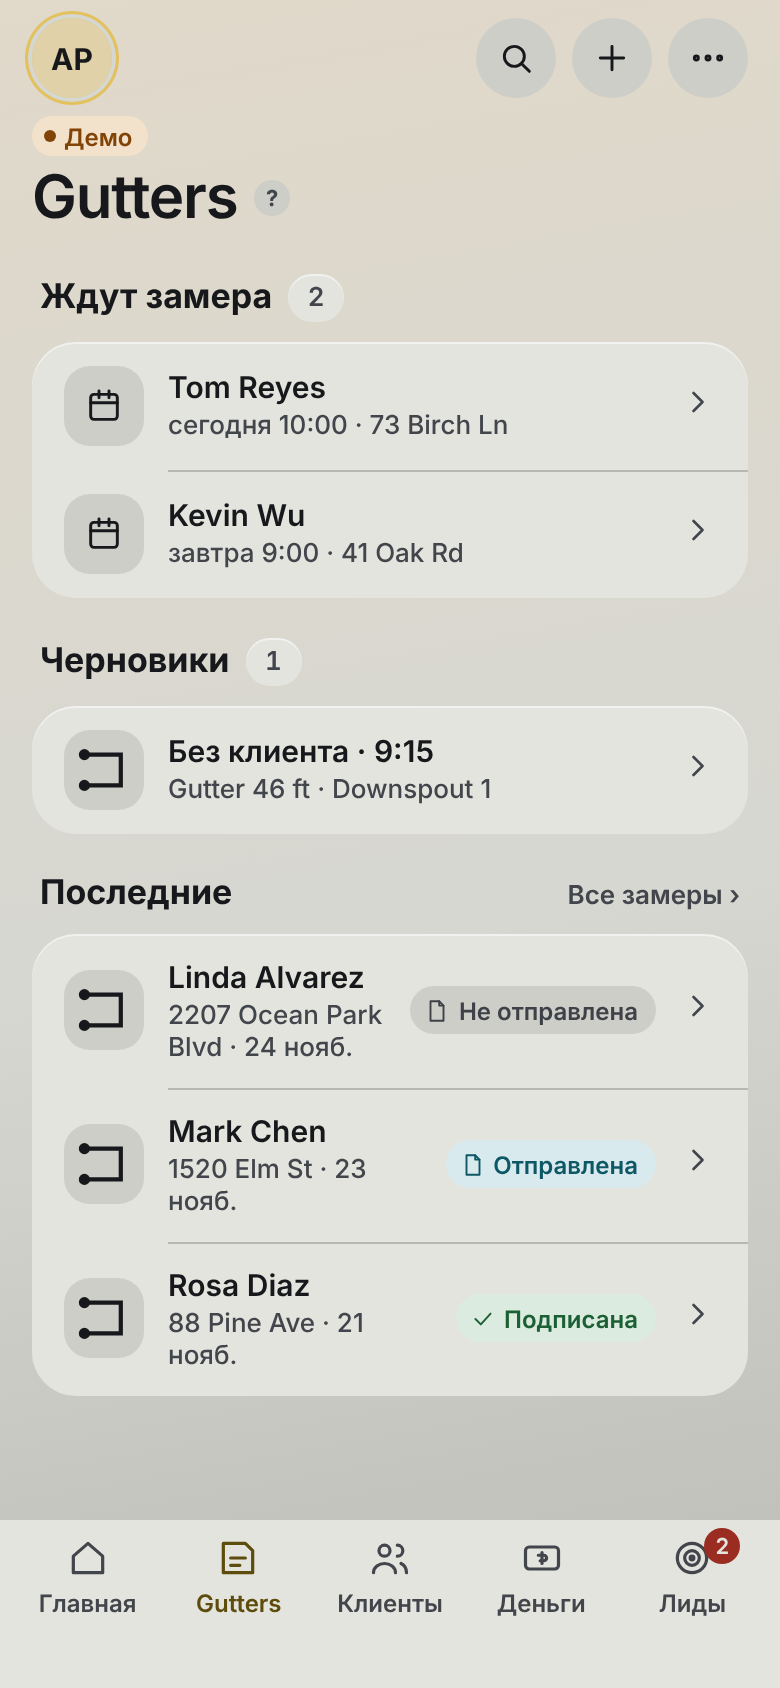 AP
Демо
Gutters ?
Ждут замера 2
Tom Reyes
сегодня 10:00 · 73 Birch Ln
Kevin Wu
завтра 9:00 · 41 Oak Rd
Черновики 1
Без клиента · 9:15
Gutter 46 ft · Downspout 1
Последние
Все замеры ›
Linda Alvarez
2207 Ocean Park
Blvd · 24 нояб.
Не отправлена
Mark Chen
1520 Elm St · 23
нояб.
Отправлена
Rosa Diaz
88 Pine Ave · 21
нояб.
Подписана
2
Главная
Gutters
Клиенты
Деньги
Лиды